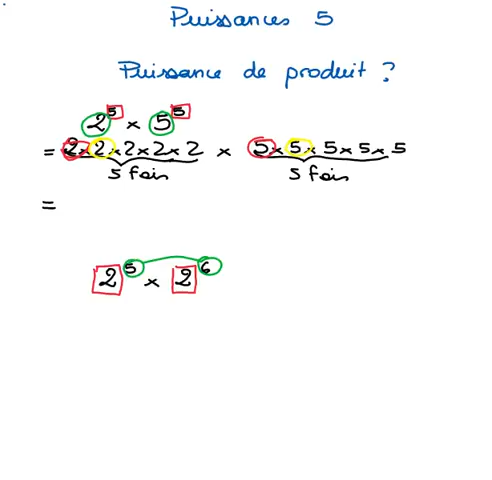 Puissances 5
Puissance de produit ?
2⁵ × 5⁵
= 2×2×2×2×2 × 5×5×5×5×5
5 fois 5 fois
=
2⁵ × 2⁶